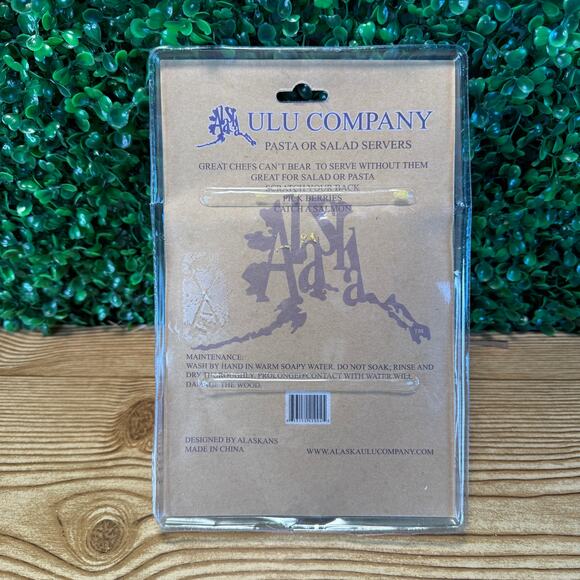 Alaska ULU COMPANY
PASTA OR SALAD SERVERS
GREAT CHEFS CAN'T BEAR TO SERVE WITHOUT THEM
GREAT FOR SALAD OR PASTA
SCRATCH YOUR BACK
PICK BERRIES
CATCH A SALMON
Alaska
TM
MAINTENANCE:
WASH BY HAND IN WARM SOAPY WATER. DO NOT SOAK; RINSE AND
DRY THOROUGHLY. PROLONGED CONTACT WITH WATER WILL
DAMAGE THE WOOD.
DESIGNED BY ALASKANS
MADE IN CHINA
WWW.ALASKAULUCOMPANY.COM